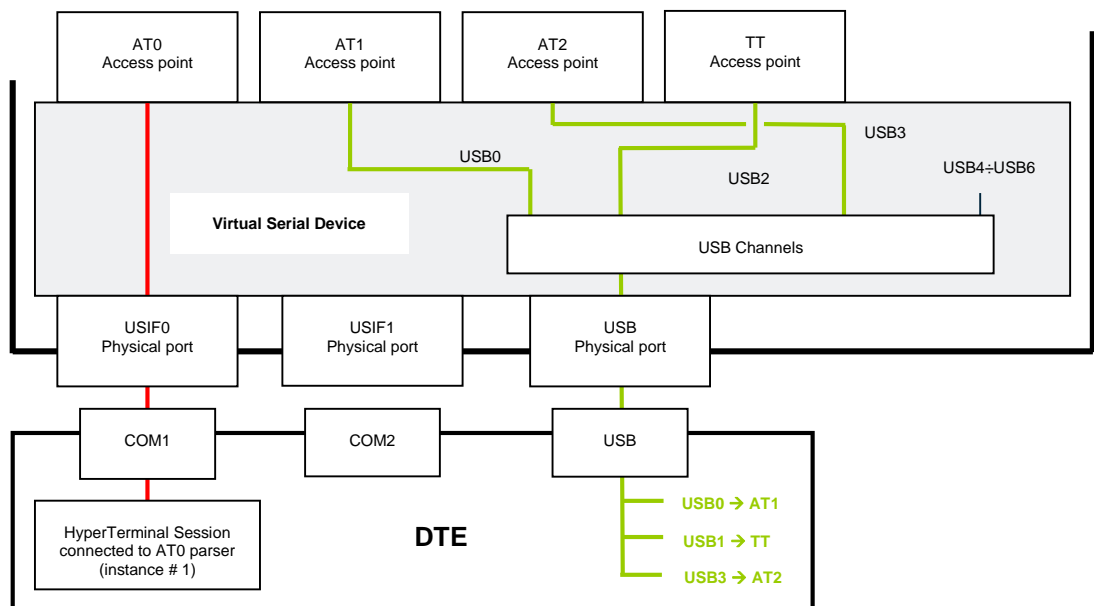 AT0
Access point
AT1
Access point
AT2
Access point
TT
Access point
USB0
USB2
USB3
USB4÷USB6
Virtual Serial Device
USB Channels
USIF0
Physical port
USIF1
Physical port
USB
Physical port
COM1
COM2
USB
HyperTerminal Session
connected to AT0 parser
(instance # 1)
DTE
USB0 → AT1
USB1 → TT
USB3 → AT2